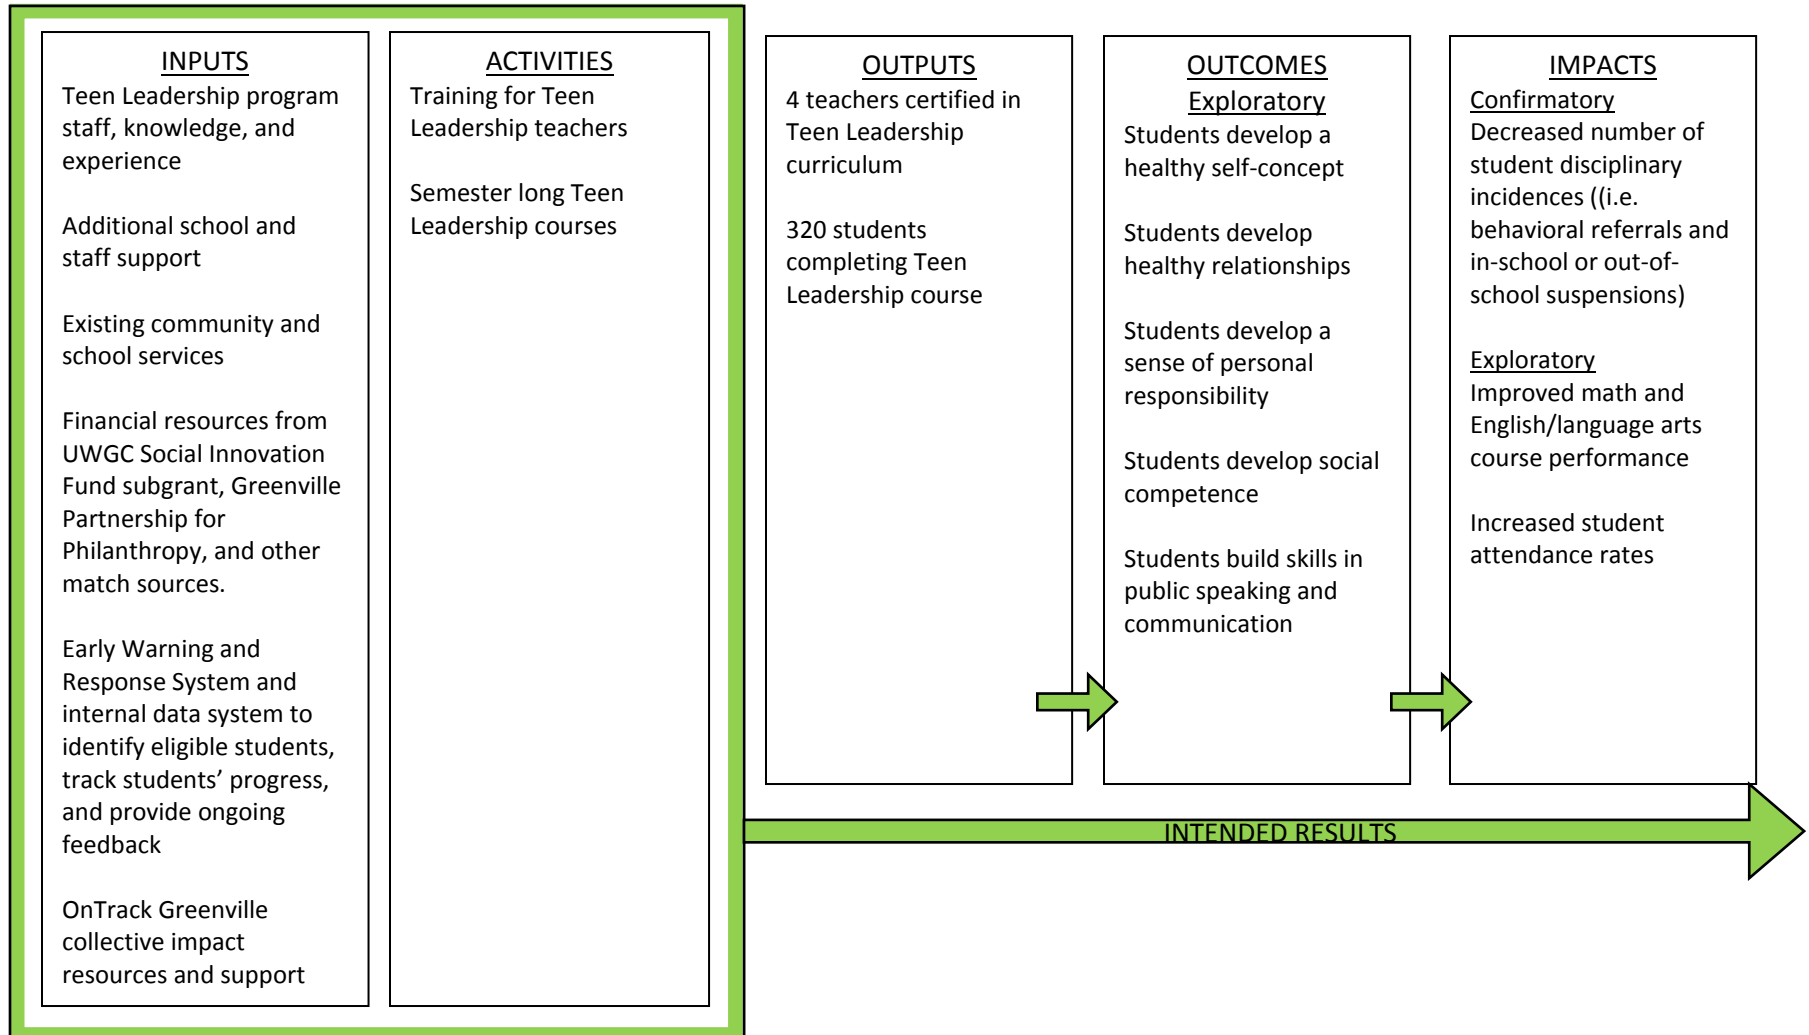 INPUTS
Teen Leadership program
staff, knowledge, and
experience
Additional school and
staff support
Existing community and
school services
Financial resources from
UWGC Social Innovation
Fund subgrant, Greenville
Partnership for
Philanthropy, and other
match sources.
Early Warning and
Response System and
internal data system to
identify eligible students,
track students’ progress,
and provide ongoing
feedback
OnTrack Greenville
collective impact
resources and support
ACTIVITIES
Training for Teen
Leadership teachers
Semester long Teen
Leadership courses
OUTPUTS
4 teachers certified in
Teen Leadership
curriculum
320 students
completing Teen
Leadership course
OUTCOMES
Exploratory
Students develop a
healthy self-concept
Students develop
healthy relationships
Students develop a
sense of personal
responsibility
Students develop social
competence
Students build skills in
public speaking and
communication
IMPACTS
Confirmatory
Decreased number of
student disciplinary
incidences ((i.e.
behavioral referrals and
in-school or out-of-
school suspensions)
Exploratory
Improved math and
English/language arts
course performance
Increased student
attendance rates
INTENDED RESULTS